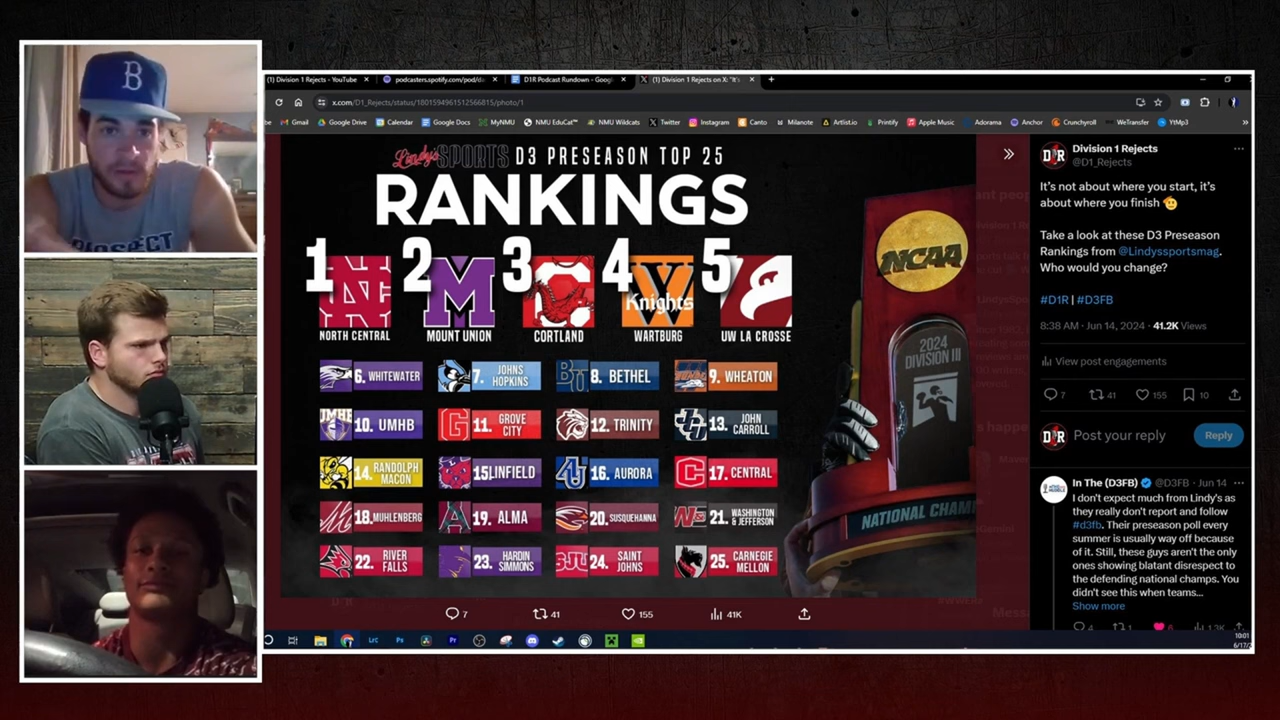 (1) Division 1 Rejects - YouTube
podcasters.spotify.com/pod/da
D1R Podcast Rundown - Googl
(1) Division 1 Rejects on X: "It's
x.com/D1_Rejects/status/1801594961512566815/photo/1
be
Gmail
Google Drive
Calendar
Google Docs
MyNMU
NMU EduCat™
NMU Wildcats
Twitter
Instagram
Canto
Milanote
Artlist.io
Printify
Apple Music
Adorama
Anchor
Crunchyroll
WeTransfer
YtMp3
B
PROSPECT
Lindy's SPORTS D3 PRESEASON TOP 25
RANKINGS
1 2 3 4 5
Knights
NORTH CENTRAL
MOUNT UNION
CORTLAND
WARTBURG
UW LA CROSSE
6. WHITEWATER
7. JOHNS HOPKINS
8. BETHEL
9. WHEATON
10. UMHB
11. GROVE CITY
12. TRINITY
13. JOHN CARROLL
14. RANDOLPH MACON
15. LINFIELD
16. AURORA
17. CENTRAL
18. MUHLENBERG
19. ALMA
20. SUSQUEHANNA
21. WASHINGTON & JEFFERSON
22. RIVER FALLS
23. HARDIN SIMMONS
24. SAINT JOHNS
25. CARNEGIE MELLON
NCAA
2024
DIVISION III
NATIONAL CHAM
7
41
155
41K
Division 1 Rejects
@D1_Rejects
It's not about where you start, it's
about where you finish
Take a look at these D3 Preseason
Rankings from @Lindyssportsmag.
Who would you change?
#D1R | #D3FB
8:38 AM · Jun 14, 2024 · 41.2K Views
View post engagements
7
41
155
10
Post your reply
Reply
In The (D3FB) @D3FB · Jun 14
I don't expect much from Lindy's as
they really don't report and follow
#d3fb. Their preseason poll every
summer is usually way off because
of it. Still, these guys aren't the only
ones showing blatant disrespect to
the defending national champs. You
didn't see this when teams...
Show more
10:01